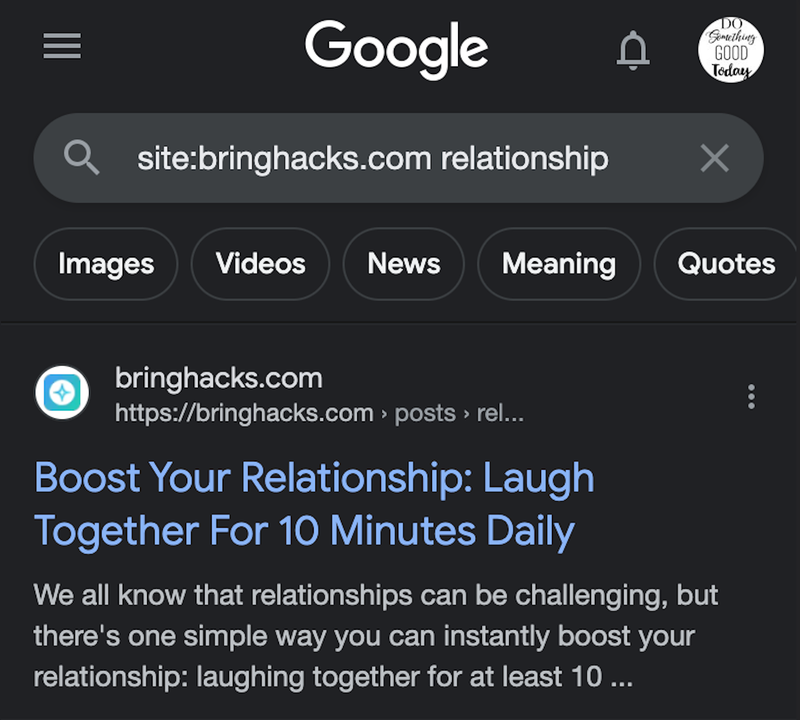 Google
DO
Something
GOOD
Today
site:bringhacks.com relationship
Images
Videos
News
Meaning
Quotes
bringhacks.com
https://bringhacks.com › posts › rel...
Boost Your Relationship: Laugh
Together For 10 Minutes Daily
We all know that relationships can be challenging, but
there's one simple way you can instantly boost your
relationship: laughing together for at least 10 ...